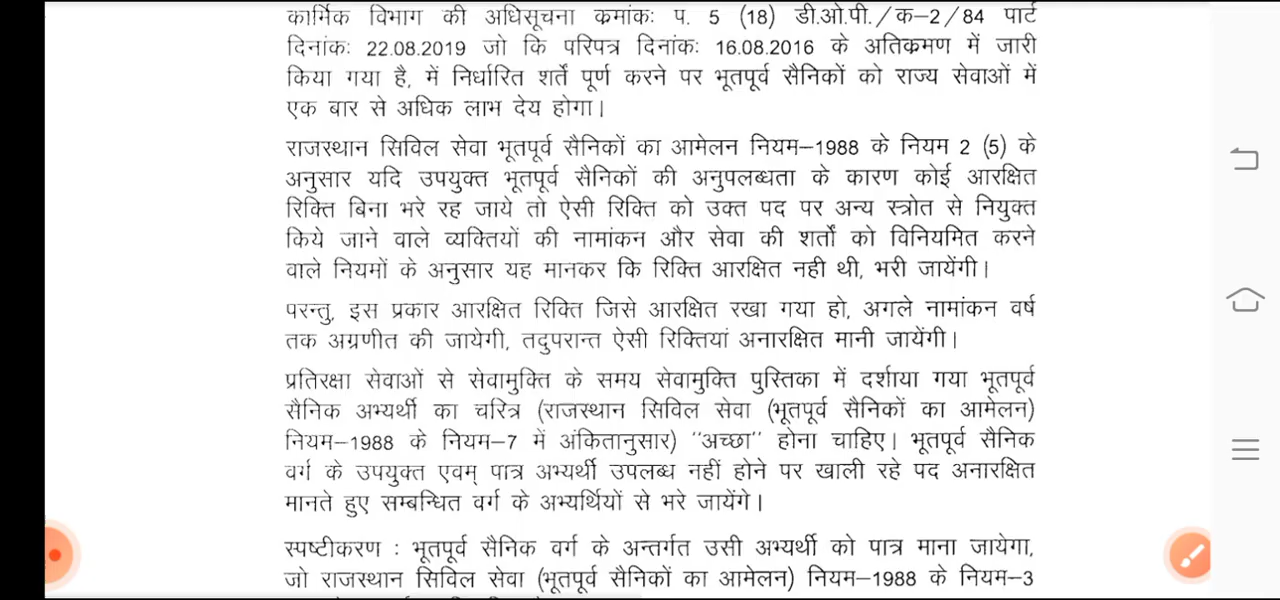 कार्मिक विभाग की अधिसूचना क्रमांकः प. 5 (18) डी.ओ.पी./क–2/84 पार्ट
दिनांकः 22.08.2019 जो कि परिपत्र दिनांकः 16.08.2016 के अतिक्रमण में जारी
किया गया है, में निर्धारित शर्तें पूर्ण करने पर भूतपूर्व सैनिकों को राज्य सेवाओं में
एक बार से अधिक लाभ देय होगा।
राजस्थान सिविल सेवा भूतपूर्व सैनिकों का आमेलन नियम–1988 के नियम 2 (5) के
अनुसार यदि उपयुक्त भूतपूर्व सैनिकों की अनुपलब्धता के कारण कोई आरक्षित
रिक्ति बिना भरे रह जाये तो ऐसी रिक्ति को उक्त पद पर अन्य स्त्रोत से नियुक्त
किये जाने वाले व्यक्तियों की नामांकन और सेवा की शर्तों को विनियमित करने
वाले नियमों के अनुसार यह मानकर कि रिक्ति आरक्षित नही थी, भरी जायेंगी।
परन्तु, इस प्रकार आरक्षित रिक्ति जिसे आरक्षित रखा गया हो, अगले नामांकन वर्ष
तक अग्रणीत की जायेगी, तदुपरान्त ऐसी रिक्तियां अनारक्षित मानी जायेंगी।
प्रतिरक्षा सेवाओं से सेवामुक्ति के समय सेवामुक्ति पुस्तिका में दर्शाया गया भूतपूर्व
सैनिक अभ्यर्थी का चरित्र (राजस्थान सिविल सेवा (भूतपूर्व सैनिकों का आमेलन)
नियम–1988 के नियम–7 में अंकितानुसार) ''अच्छा'' होना चाहिए। भूतपूर्व सैनिक
वर्ग के उपयुक्त एवम् पात्र अभ्यर्थी उपलब्ध नहीं होने पर खाली रहे पद अनारक्षित
मानते हुए सम्बन्धित वर्ग के अभ्यर्थियों से भरे जायेंगे।
स्पष्टीकरण : भूतपूर्व सैनिक वर्ग के अन्तर्गत उसी अभ्यर्थी को पात्र माना जायेगा,
जो राजस्थान सिविल सेवा (भूतपूर्व सैनिकों का आमेलन) नियम–1988 के नियम–3